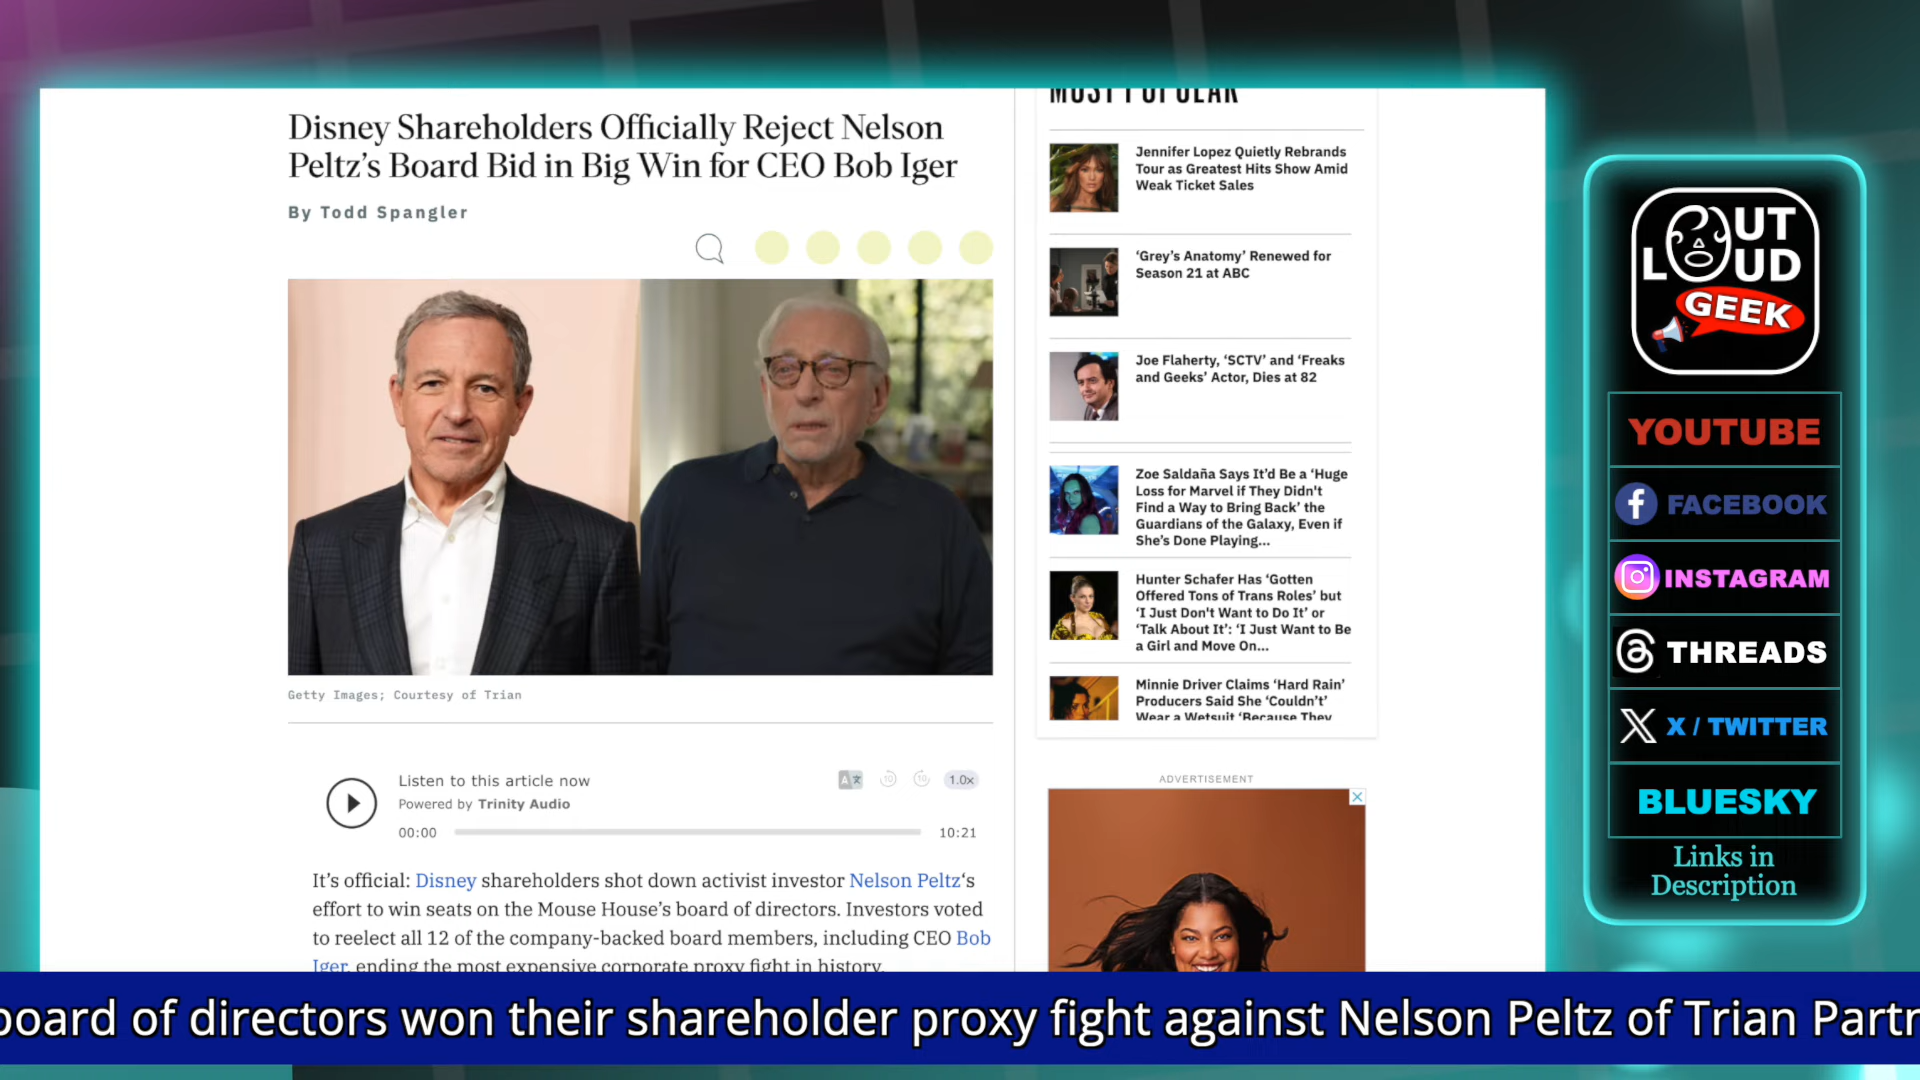 Disney Shareholders Officially Reject Nelson
Peltz’s Board Bid in Big Win for CEO Bob Iger
By Todd Spangler
Getty Images; Courtesy of Trian
Listen to this article now
Powered by Trinity Audio
10
10
1.0x
00:00
10:21
It’s official: Disney shareholders shot down activist investor Nelson Peltz‘s
effort to win seats on the Mouse House’s board of directors. Investors voted
to reelect all 12 of the company-backed board members, including CEO Bob
Iger, ending the most expensive corporate proxy fight in history.
MOST POPULAR
Jennifer Lopez Quietly Rebrands
Tour as Greatest Hits Show Amid
Weak Ticket Sales
‘Grey’s Anatomy’ Renewed for
Season 21 at ABC
Joe Flaherty, ‘SCTV’ and ‘Freaks
and Geeks’ Actor, Dies at 82
Zoe Saldaña Says It’d Be a ‘Huge
Loss for Marvel if They Didn't
Find a Way to Bring Back’ the
Guardians of the Galaxy, Even if
She’s Done Playing...
Hunter Schafer Has ‘Gotten
Offered Tons of Trans Roles’ but
‘I Just Don't Want to Do It’ or
‘Talk About It’: ‘I Just Want to Be
a Girl and Move On...
Minnie Driver Claims ‘Hard Rain’
Producers Said She ‘Couldn’t’
Wear a Wetsuit ‘Because They
ADVERTISEMENT
OUT
LOUD
GEEK
YOUTUBE
FACEBOOK
INSTAGRAM
THREADS
X / TWITTER
BLUESKY
Links in
Description
board of directors won their shareholder proxy fight against Nelson Peltz of Trian Partn